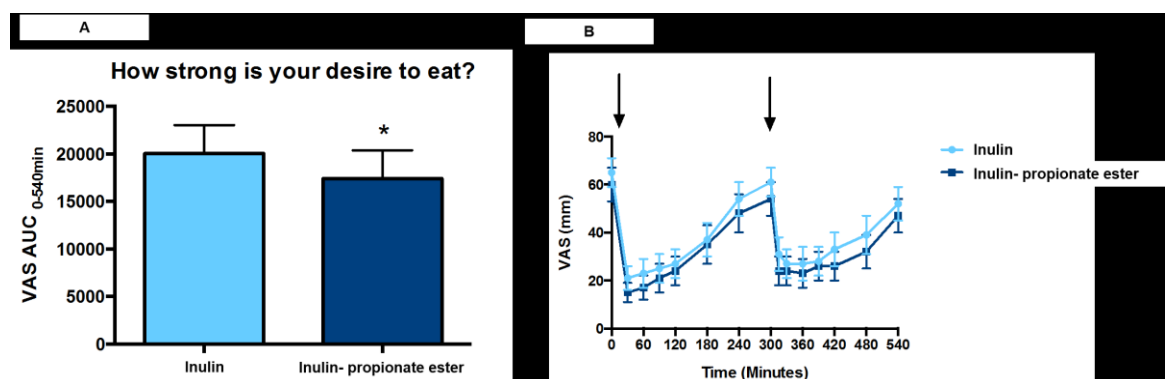 A
How strong is your desire to eat?
VAS AUC 0-540min
25000
20000
15000
10000
5000
0
*
Inulin
Inulin- propionate ester
B
VAS (mm)
80
60
40
20
0
0 60 120 180 240 300 360 420 480 540
Time (Minutes)
Inulin
Inulin- propionate ester